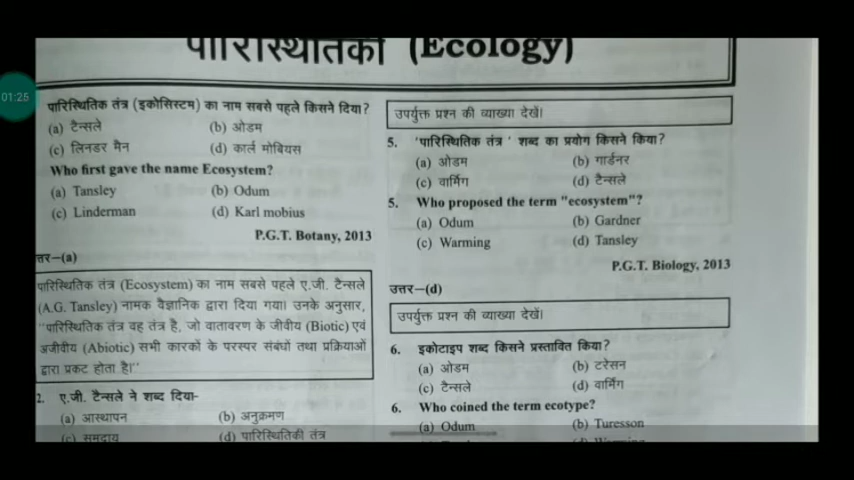 पारिस्थितिकी (Ecology)
01:25
पारिस्थितिक तंत्र (इकोसिस्टम) का नाम सबसे पहले किसने दिया?
(a) टैन्सले (b) ओडम
(c) लिनडर मैन (d) कार्ल मोबियस
Who first gave the name Ecosystem?
(a) Tansley (b) Odum
(c) Linderman (d) Karl mobius
P.G.T. Botany, 2013
त्तर–(a)
पारिस्थितिक तंत्र (Ecosystem) का नाम सबसे पहले ए.जी. टैन्सले
(A.G. Tansley) नामक वैज्ञानिक द्वारा दिया गया। उनके अनुसार,
"पारिस्थितिक तंत्र वह तंत्र है, जो वातावरण के जीवीय (Biotic) एवं
अजीवीय (Abiotic) सभी कारकों के परस्पर संबंधों तथा प्रक्रियाओं
द्वारा प्रकट होता है।"
2. ए.जी. टैन्सले ने शब्द दिया-
(a) आस्थापन (b) अनुक्रमण
(c) समुदाय (d) पारिस्थितिकी तंत्र
उपर्युक्त प्रश्न की व्याख्या देखें।
5. 'पारिस्थितिक तंत्र ' शब्द का प्रयोग किसने किया?
(a) ओडम (b) गार्डनर
(c) वार्मिंग (d) टैन्सले
5. Who proposed the term "ecosystem"?
(a) Odum (b) Gardner
(c) Warming (d) Tansley
P.G.T. Biology, 2013
उत्तर–(d)
उपर्युक्त प्रश्न की व्याख्या देखें।
6. इकोटाइप शब्द किसने प्रस्तावित किया?
(a) ओडम (b) टरेसन
(c) टैन्सले (d) वार्मिंग
6. Who coined the term ecotype?
(a) Odum (b) Turesson